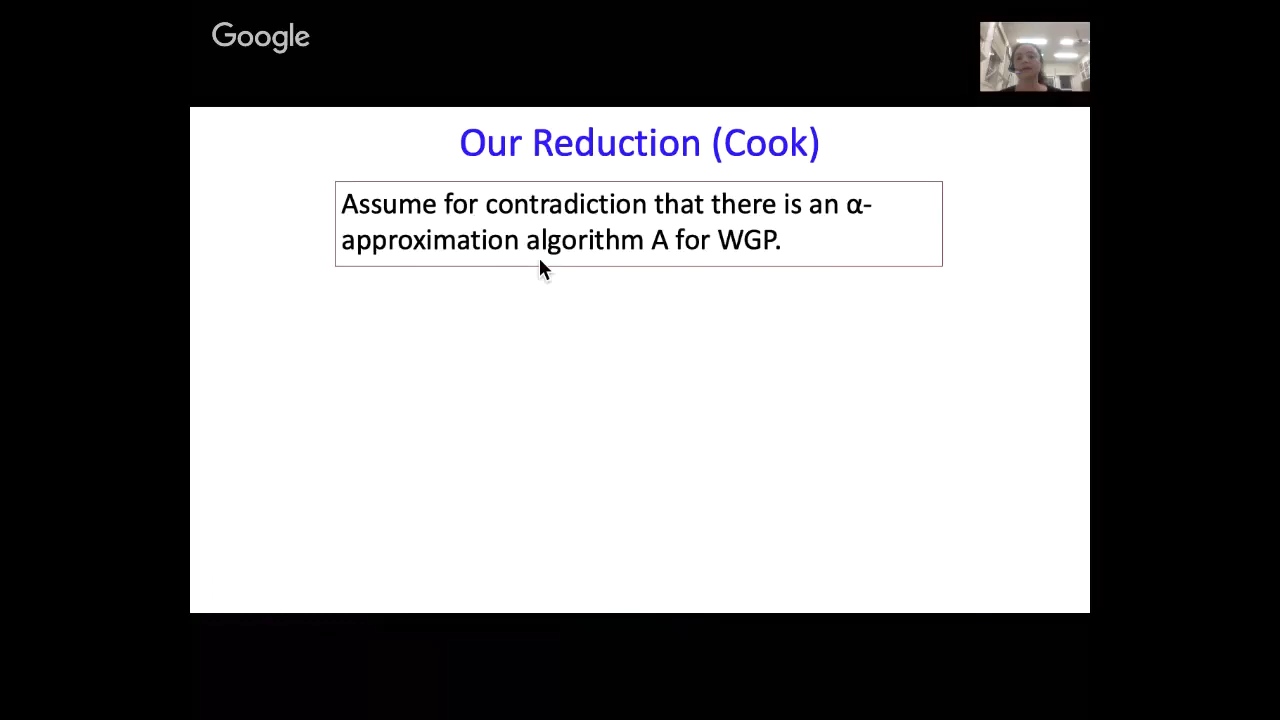 Google
Our Reduction (Cook)
Assume for contradiction that there is an α-
approximation algorithm A for WGP.